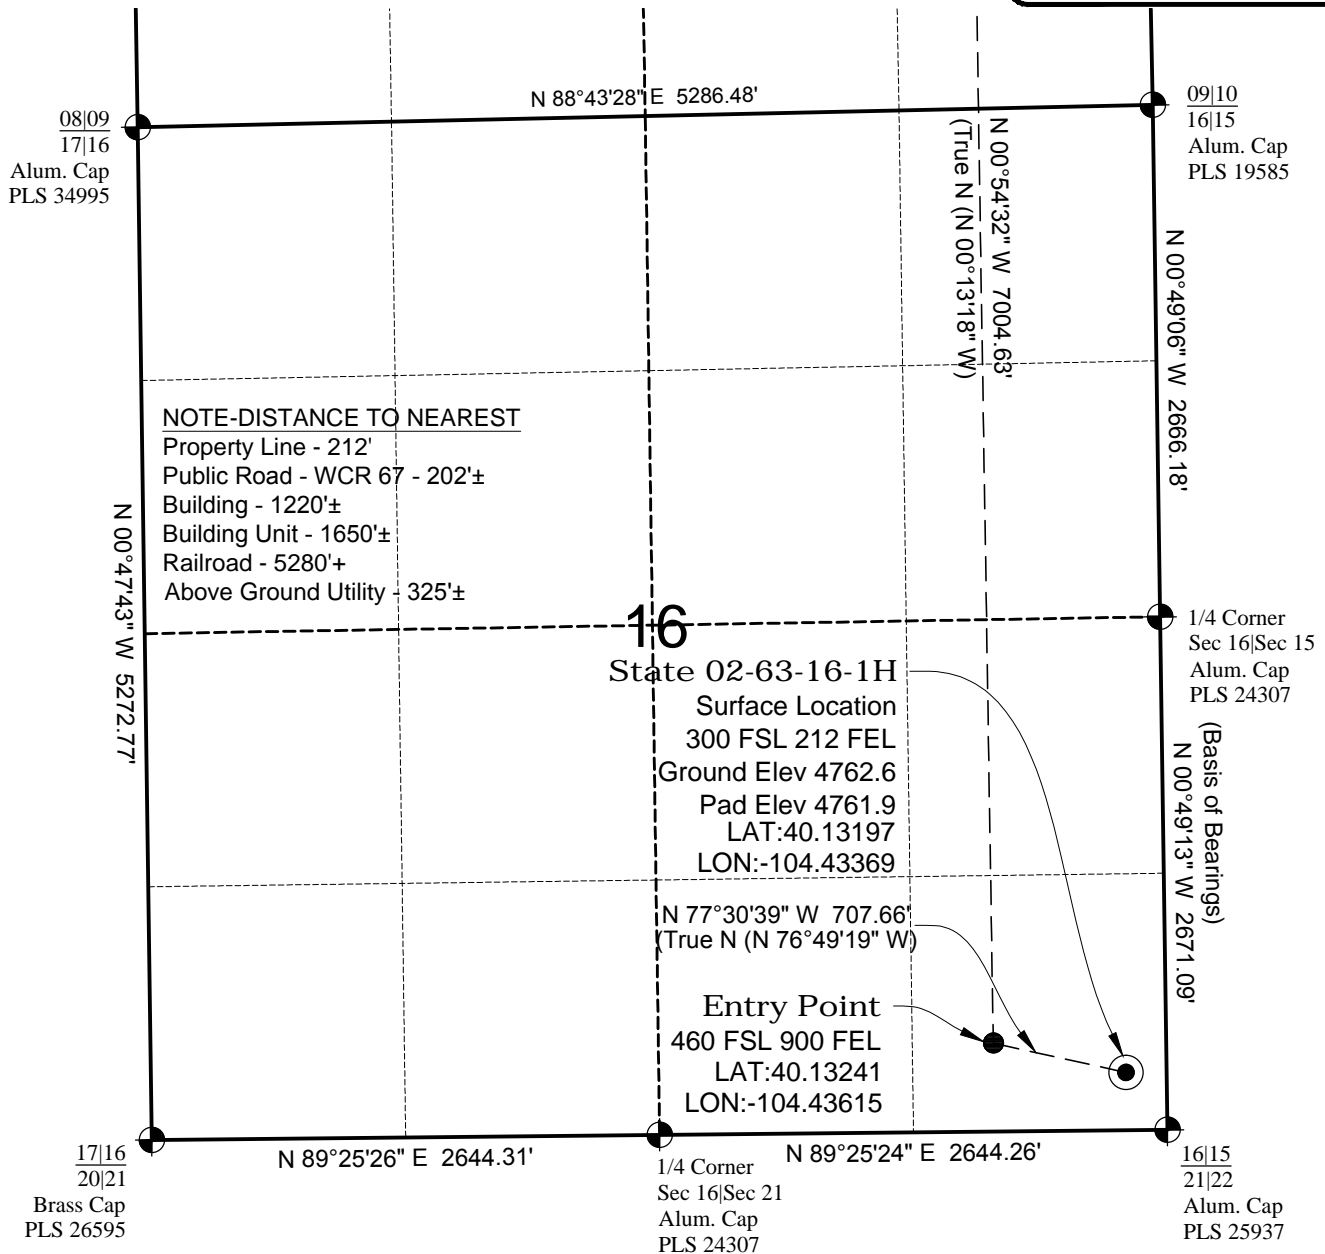 N 88°43'28" E 5286.48'
08|09
17|16
Alum. Cap
PLS 34995
09|10
16|15
Alum. Cap
PLS 19585
N 00°54'32" W 7004.63'
(True N (N 00°13'18" W)
N 00°49'06" W 2666.18'
NOTE-DISTANCE TO NEAREST
Property Line - 212'
Public Road - WCR 67 - 202'±
Building - 1220'±
Building Unit - 1650'±
Railroad - 5280'+
Above Ground Utility - 325'±
N 00°47'43" W 5272.77'
16
1/4 Corner
Sec 16|Sec 15
Alum. Cap
PLS 24307
State 02-63-16-1H
Surface Location
300 FSL 212 FEL
Ground Elev 4762.6
Pad Elev 4761.9
LAT:40.13197
LON:-104.43369
(Basis of Bearings)
N 00°49'13" W 2671.09'
N 77°30'39" W 707.66'
(True N (N 76°49'19" W)
Entry Point
460 FSL 900 FEL
LAT:40.13241
LON:-104.43615
17|16
20|21
Brass Cap
PLS 26595
N 89°25'26" E 2644.31'
1/4 Corner
Sec 16|Sec 21
Alum. Cap
PLS 24307
N 89°25'24" E 2644.26'
16|15
21|22
Alum. Cap
PLS 25937